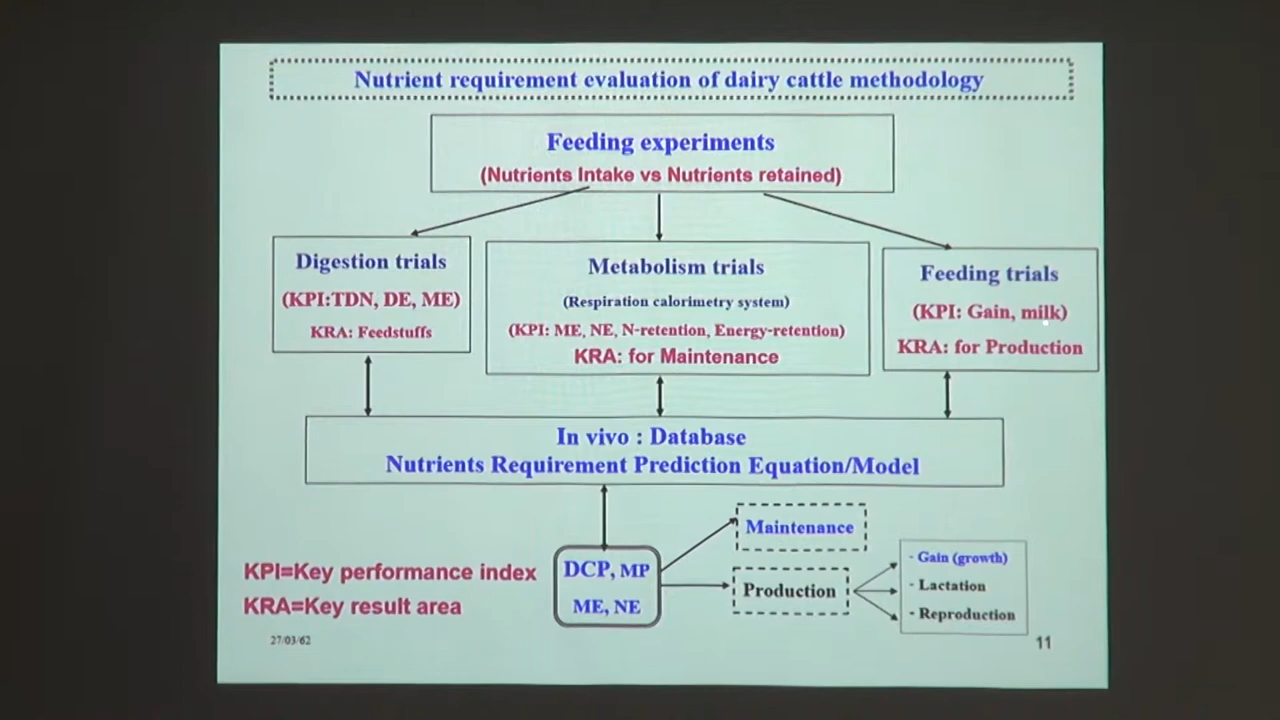 Nutrient requirement evaluation of dairy cattle methodology
Feeding experiments
(Nutrients Intake vs Nutrients retained)
Digestion trials
(KPI:TDN, DE, ME)
KRA: Feedstuffs
Metabolism trials
(Respiration calorimetry system)
(KPI: ME, NE, N-retention, Energy-retention)
KRA: for Maintenance
Feeding trials
(KPI: Gain, milk)
KRA: for Production
In vivo : Database
Nutrients Requirement Prediction Equation/Model
KPI=Key performance index
KRA=Key result area
DCP, MP
ME, NE
Maintenance
Production
- Gain (growth)
- Lactation
- Reproduction
27/03/62
11